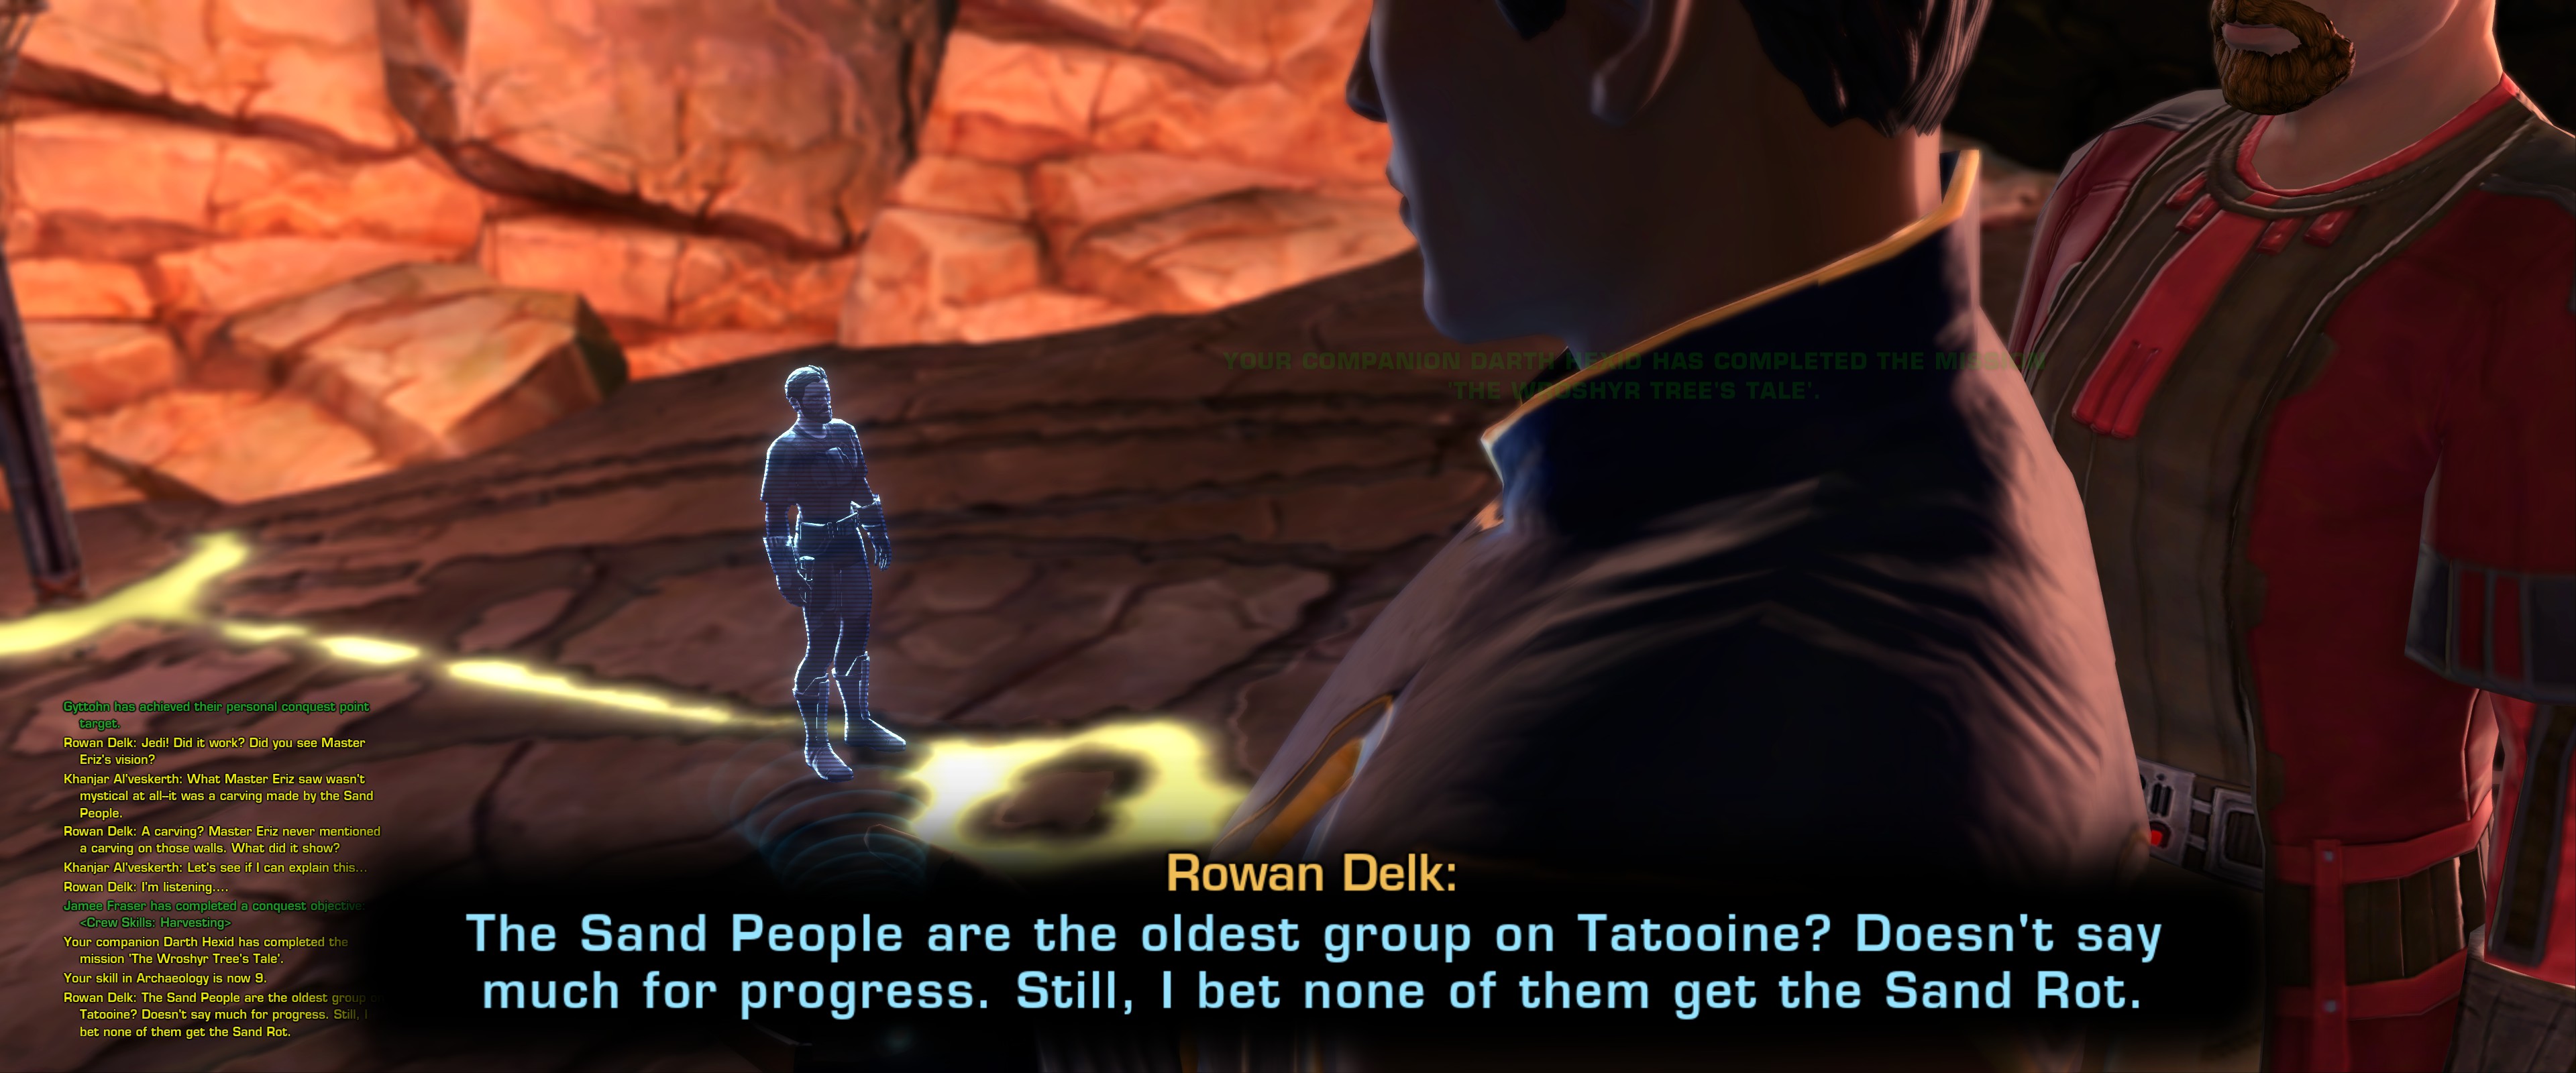 YOUR COMPANION DARTH HEXID HAS COMPLETED THE MISSION
'THE WROSHYR TREE'S TALE'.
Gyttohn has achieved their personal conquest point
target.
Rowan Delk: Jedi! Did it work? Did you see Master
Eriz's vision?
Khanjar Al'veskerth: What Master Eriz saw wasn't
mystical at all–it was a carving made by the Sand
People.
Rowan Delk: A carving? Master Eriz never mentioned
a carving on those walls. What did it show?
Khanjar Al'veskerth: Let's see if I can explain this...
Rowan Delk: I'm listening....
Jamee Fraser has completed a conquest objective:
<Crew Skills: Harvesting>
Your companion Darth Hexid has completed the
mission 'The Wroshyr Tree's Tale'.
Your skill in Archaeology is now 9.
Rowan Delk: The Sand People are the oldest group
Tatooine? Doesn't say much for progress. Still, I
bet none of them get the Sand Rot.
Rowan Delk:
The Sand People are the oldest group on Tatooine? Doesn't say
much for progress. Still, I bet none of them get the Sand Rot.